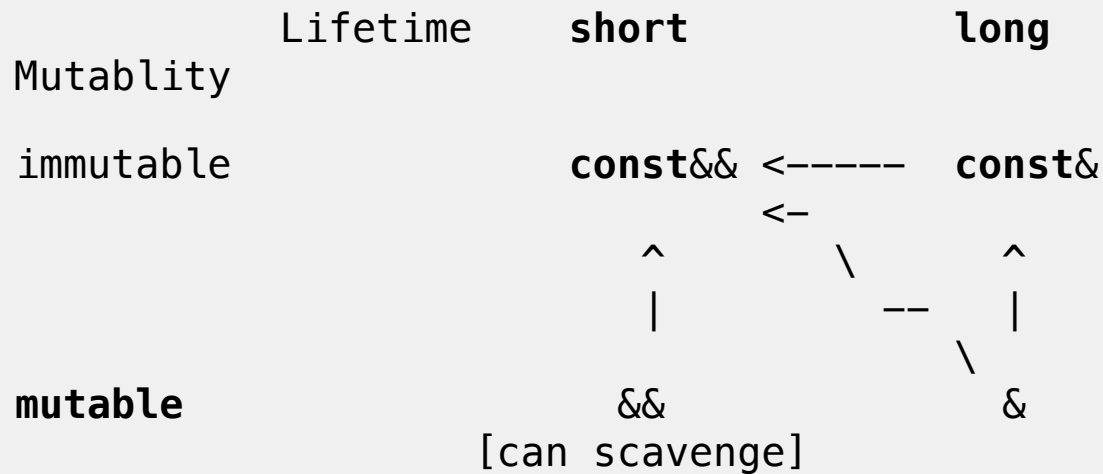 Lifetime short long
Mutablity
immutable const&& <----- const&
<-
^ \ ^
| -- |
\
mutable && &
[can scavenge]